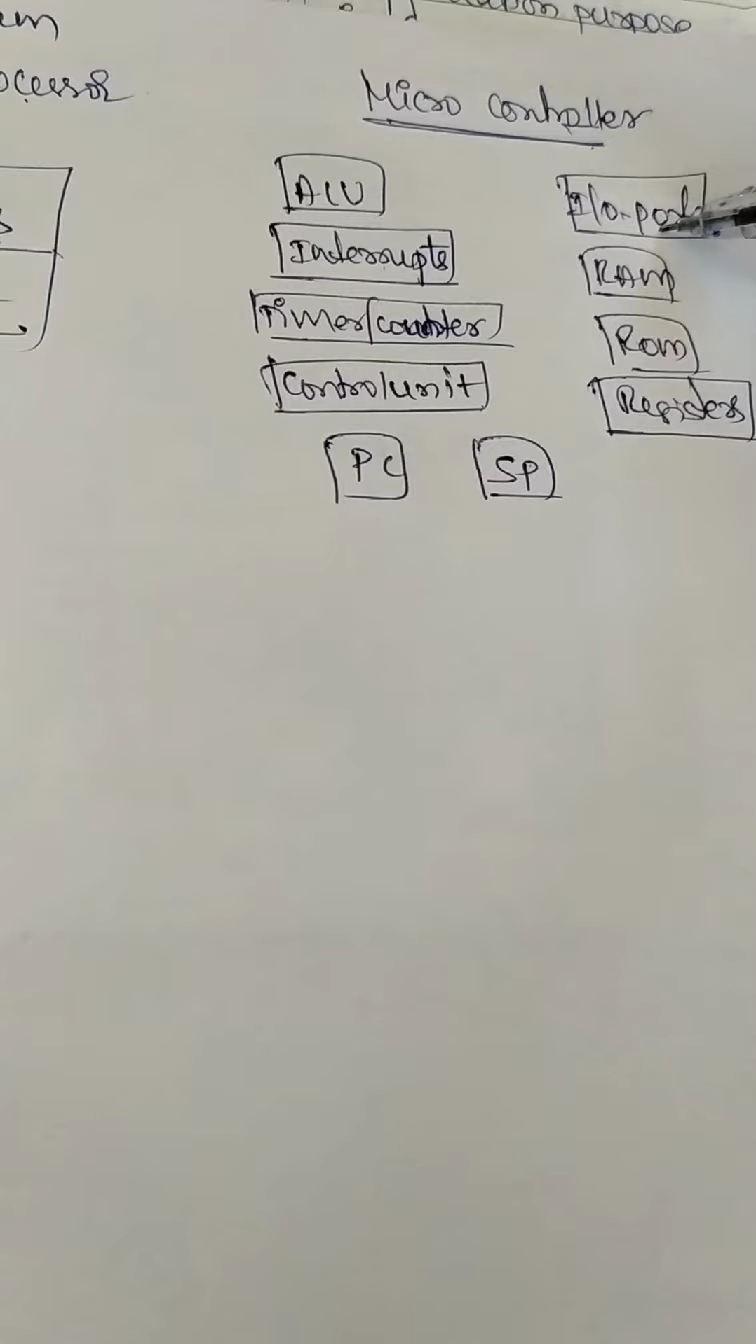 purpose
Micro controller
ALU
I/o-port
Interrupts
RAM
Timer/counter
Rom
Control unit
Registers
PC
SP